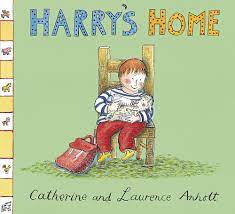 HARRY'S HOME
Catherine and Laurence Anholt